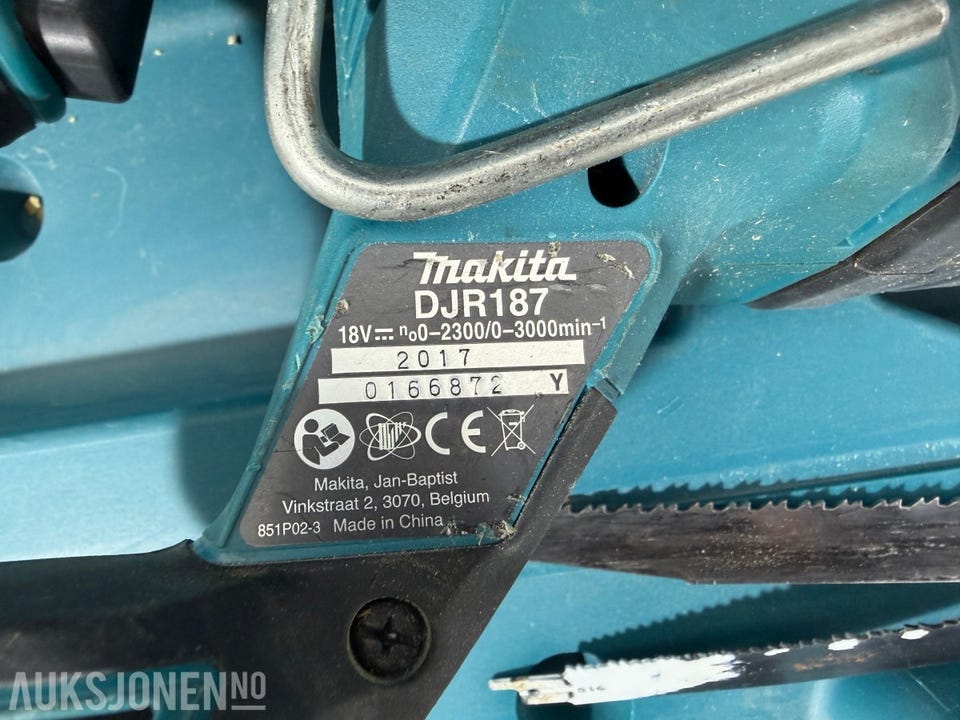 makita
DJR187
18V⎓ n₀0–2300/0–3000min⁻¹
2017
0166872 Y
CE
Makita, Jan-Baptist
Vinkstraat 2, 3070, Belgium
851P02-3 Made in China
AUKSJONEN NO